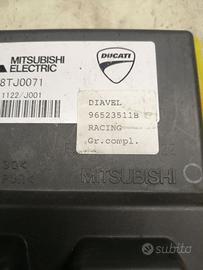 MITSUBISHI
ELECTRIC
DUCATI
8TJ0071
1122/J001
DIAVEL
96523511B
RACING
Gr.compl.
MITSUBISHI
subito